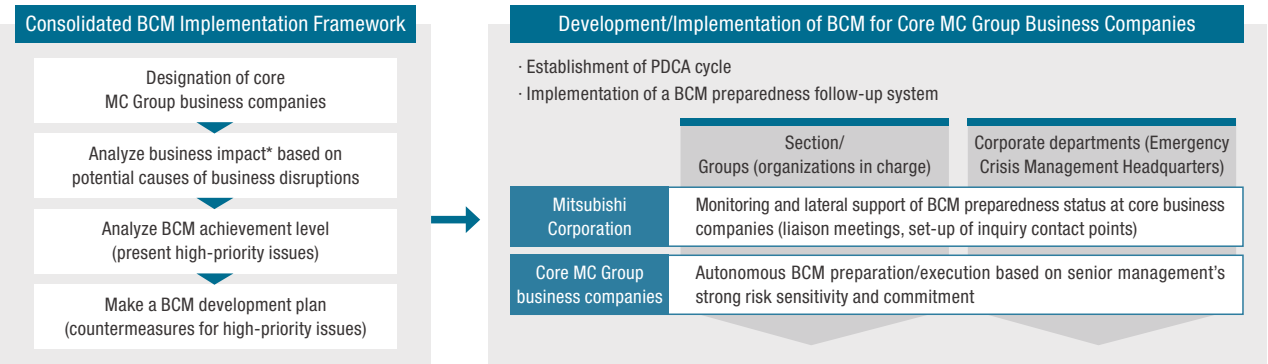 Consolidated BCM Implementation Framework
Designation of core
MC Group business companies
Analyze business impact* based on
potential causes of business disruptions
Analyze BCM achievement level
(present high-priority issues)
Make a BCM development plan
(countermeasures for high-priority issues)
Development/Implementation of BCM for Core MC Group Business Companies
· Establishment of PDCA cycle
· Implementation of a BCM preparedness follow-up system
Section/
Groups (organizations in charge)
Corporate departments (Emergency
Crisis Management Headquarters)
Mitsubishi
Corporation
Monitoring and lateral support of BCM preparedness status at core business
companies (liaison meetings, set-up of inquiry contact points)
Core MC Group
business companies
Autonomous BCM preparation/execution based on senior management's
strong risk sensitivity and commitment